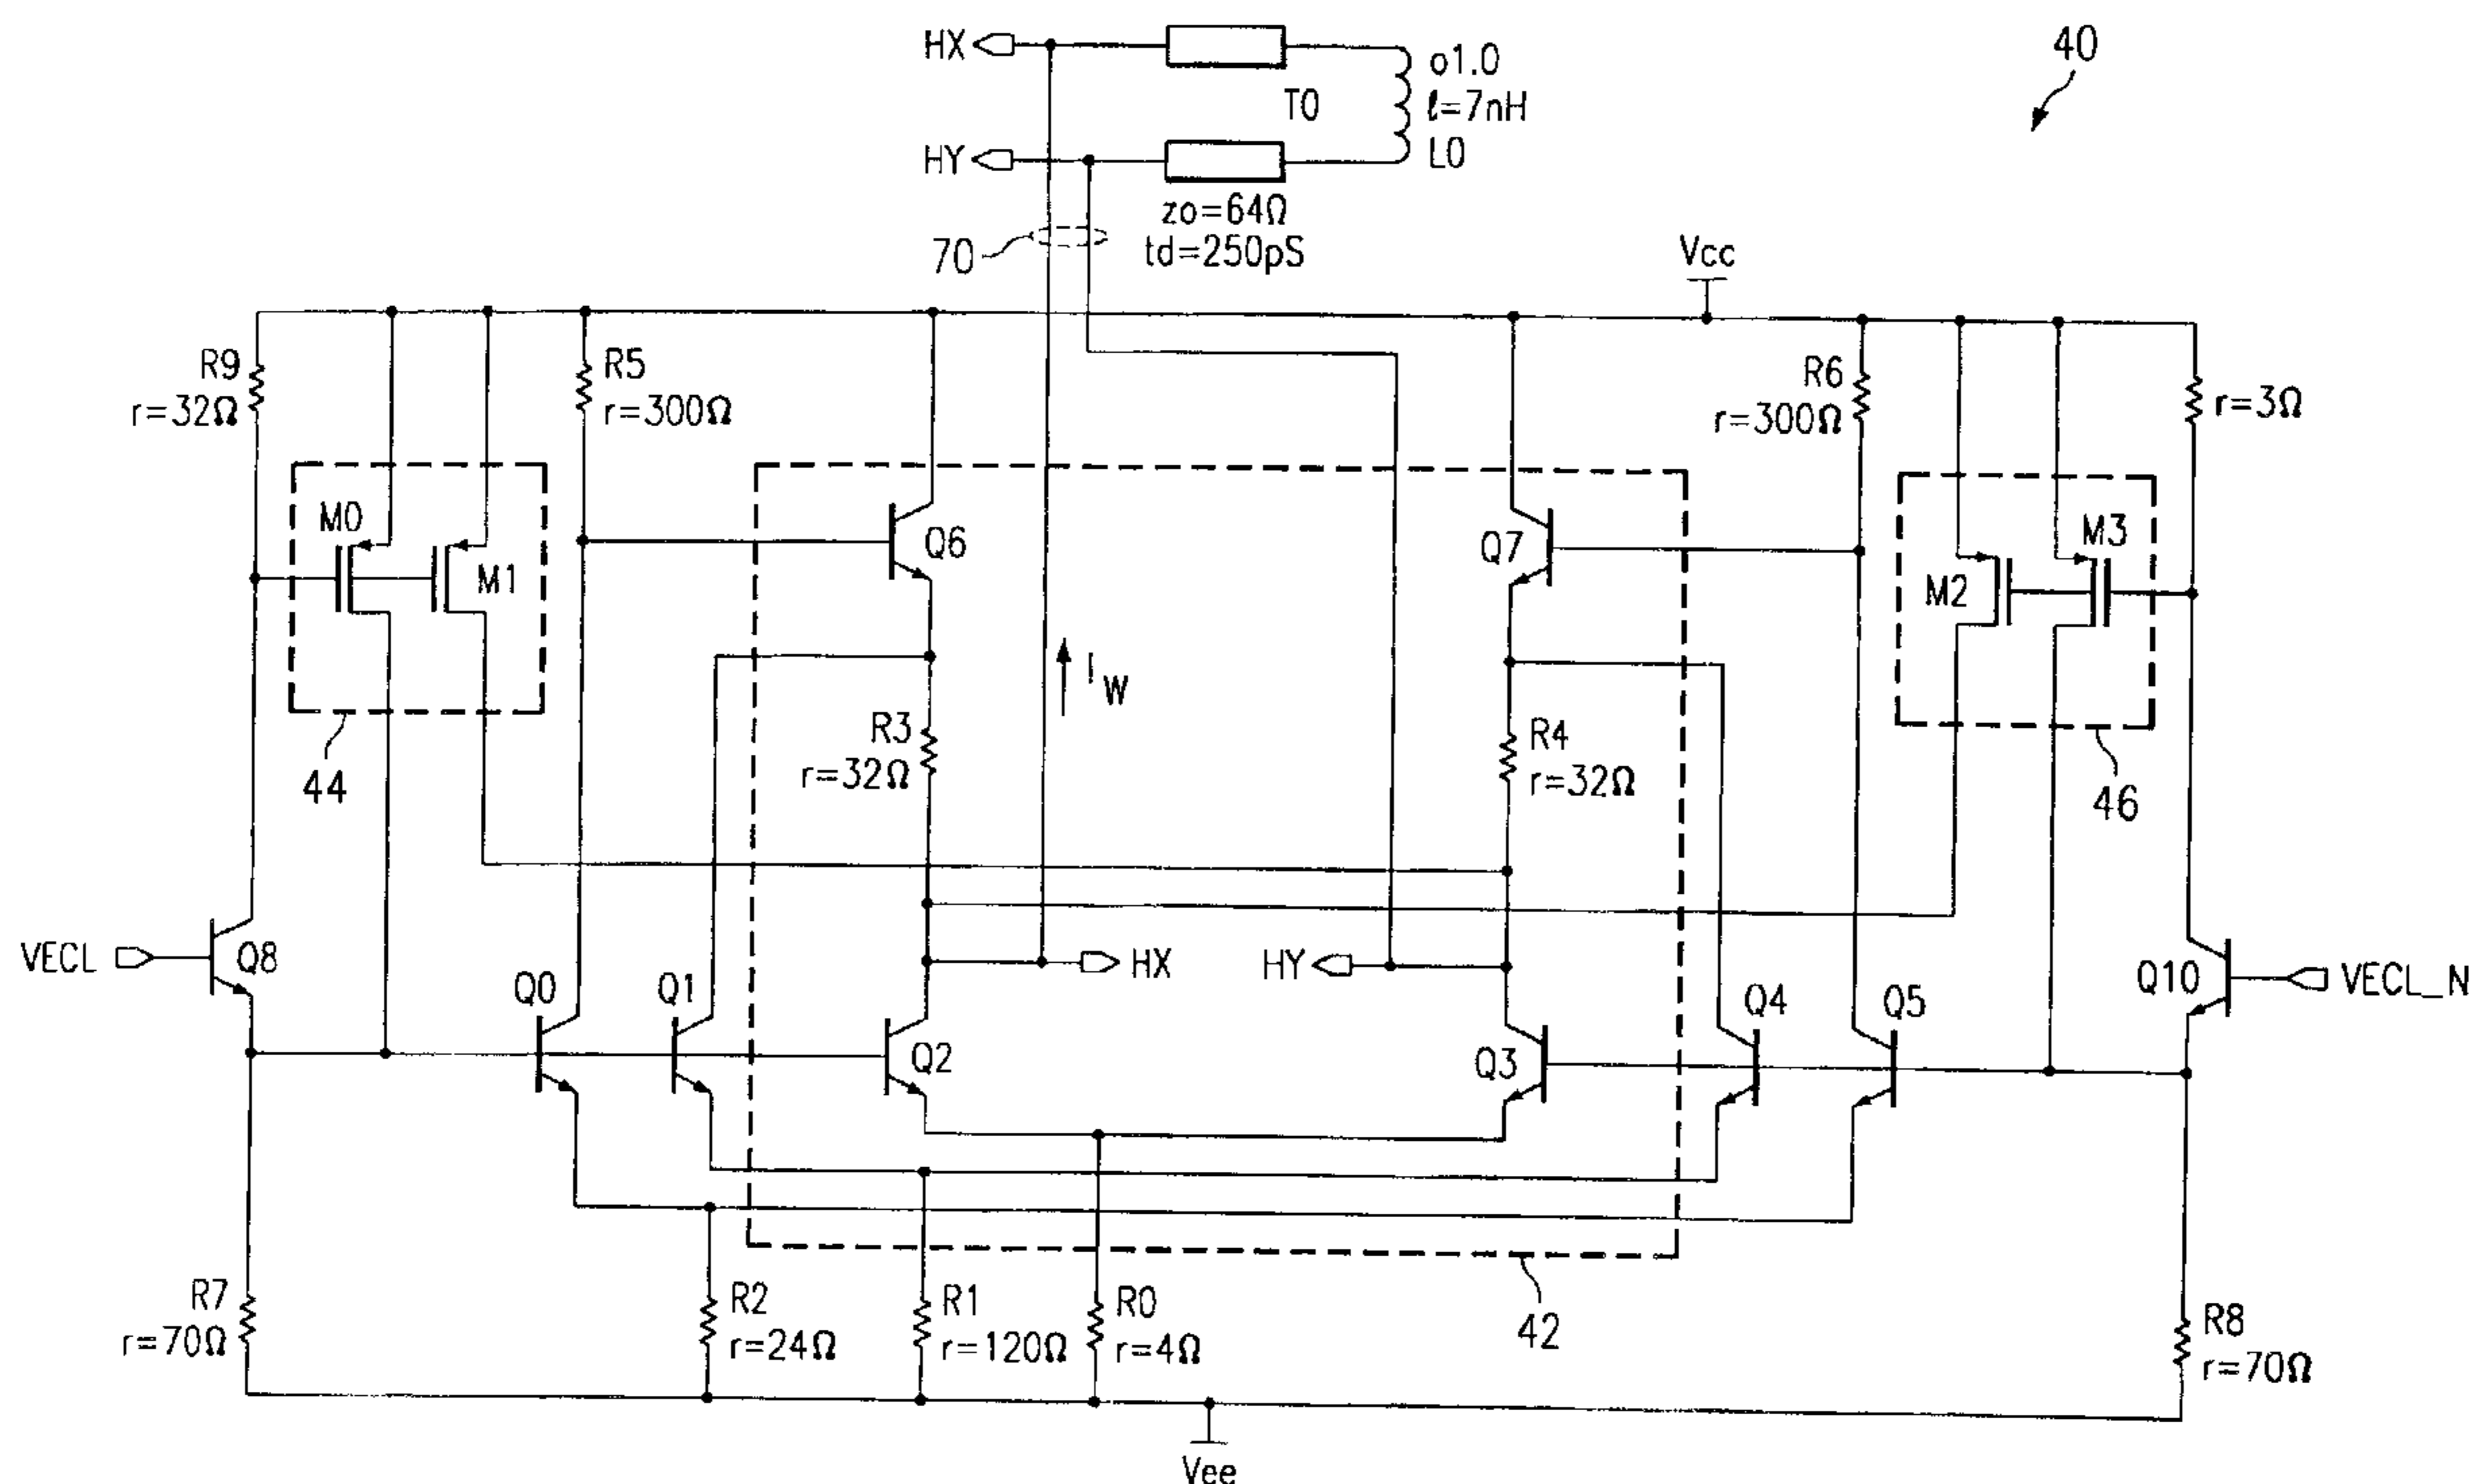 HX
o1.0
40
T0
ℓ=7nH
HY
L0
zo=64Ω
70
td=250pS
Vcc
R9
r=32Ω
R5
r=300Ω
R6
r=300Ω
r=3Ω
M0
M1
Q6
Q7
M2
M3
I W
R3
r=32Ω
R4
r=32Ω
44
46
VECL
Q8
Q0
Q1
HX
HY
Q4
Q5
Q10
VECL_N
Q2
Q3
R7
r=70Ω
R2
r=24Ω
R1
r=120Ω
R0
r=4Ω
42
R8
r=70Ω
Vee